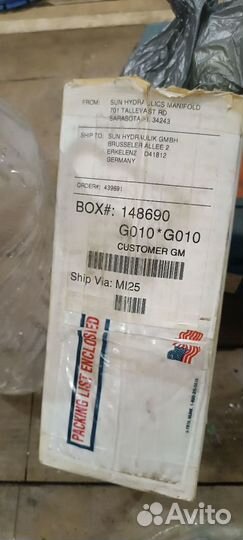 FROM: SUN HYDRAULICS MANIFOLD
701 TALLEVAST RD
SARASOTA FL 34243
SHIP TO: SUN HYDRAULIK GMBH
BRUSSELER ALLEE 2
ERKELENZ D41812
GERMANY
ORDER#: 439691
BOX#: 148690
G010*G010
CUSTOMER GM
Ship Via: MI25
PACKING LIST ENCLOSED
Avito